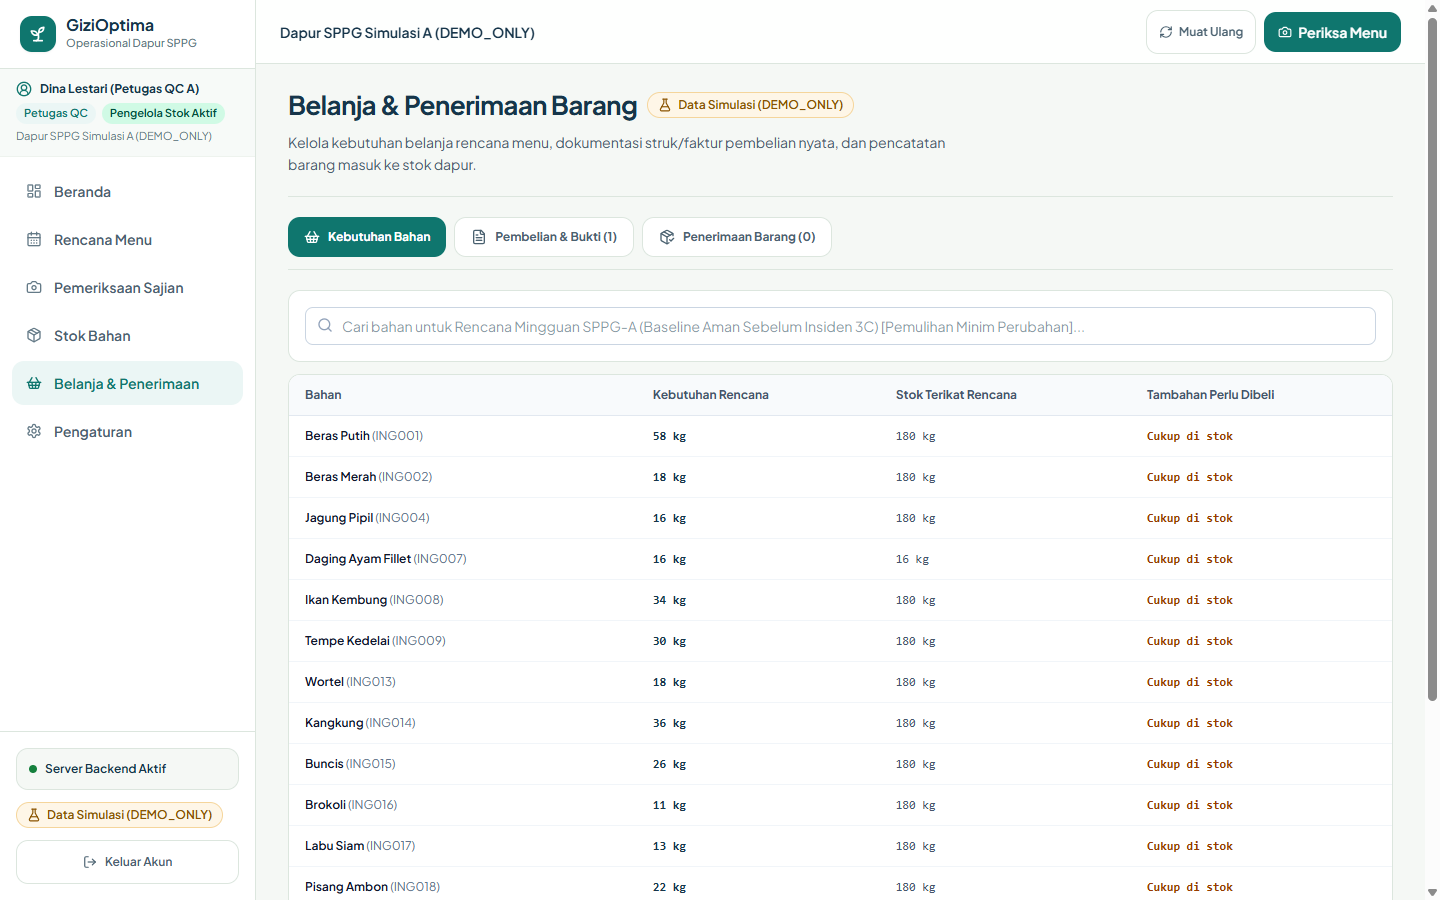 GiziOptima
Operasional Dapur SPPG
Dina Lestari (Petugas QC A)
Petugas QC
Pengelola Stok Aktif
Dapur SPPG Simulasi A (DEMO_ONLY)
Beranda
Rencana Menu
Pemeriksaan Sajian
Stok Bahan
Belanja & Penerimaan
Pengaturan
Server Backend Aktif
Data Simulasi (DEMO_ONLY)
Keluar Akun
Dapur SPPG Simulasi A (DEMO_ONLY)
Muat Ulang
Periksa Menu
Belanja & Penerimaan Barang
Data Simulasi (DEMO_ONLY)
Kelola kebutuhan belanja rencana menu, dokumentasi struk/faktur pembelian nyata, dan pencatatan
barang masuk ke stok dapur.
Kebutuhan Bahan
Pembelian & Bukti (1)
Penerimaan Barang (0)
Cari bahan untuk Rencana Mingguan SPPG-A (Baseline Aman Sebelum Insiden 3C) [Pemulihan Minim Perubahan]...
Bahan Kebutuhan Rencana Stok Terikat Rencana Tambahan Perlu Dibeli
Beras Putih (ING001) 58 kg 180 kg Cukup di stok
Beras Merah (ING002) 18 kg 180 kg Cukup di stok
Jagung Pipil (ING004) 16 kg 180 kg Cukup di stok
Daging Ayam Fillet (ING007) 16 kg 16 kg Cukup di stok
Ikan Kembung (ING008) 34 kg 180 kg Cukup di stok
Tempe Kedelai (ING009) 30 kg 180 kg Cukup di stok
Wortel (ING013) 18 kg 180 kg Cukup di stok
Kangkung (ING014) 36 kg 180 kg Cukup di stok
Buncis (ING015) 26 kg 180 kg Cukup di stok
Brokoli (ING016) 11 kg 180 kg Cukup di stok
Labu Siam (ING017) 13 kg 180 kg Cukup di stok
Pisang Ambon (ING018) 22 kg 180 kg Cukup di stok